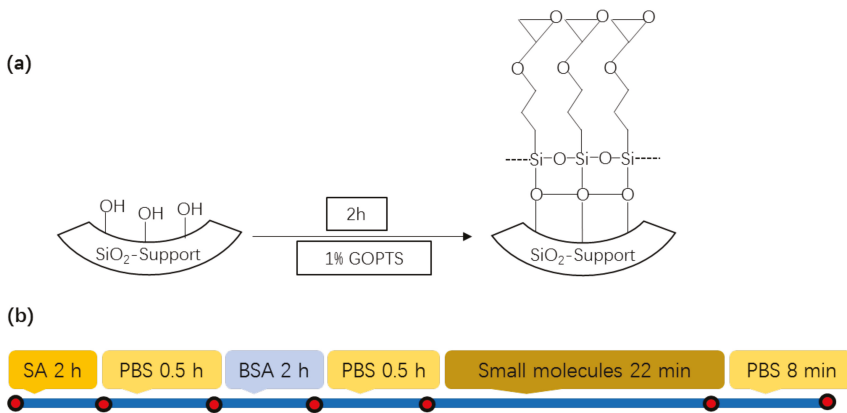 (a)
O O O
O O O
Si O Si O Si
O O O
OH OH OH
2h
1% GOPTS
SiO₂-Support
SiO₂-Support
(b)
SA 2 h PBS 0.5 h BSA 2 h PBS 0.5 h Small molecules 22 min PBS 8 min